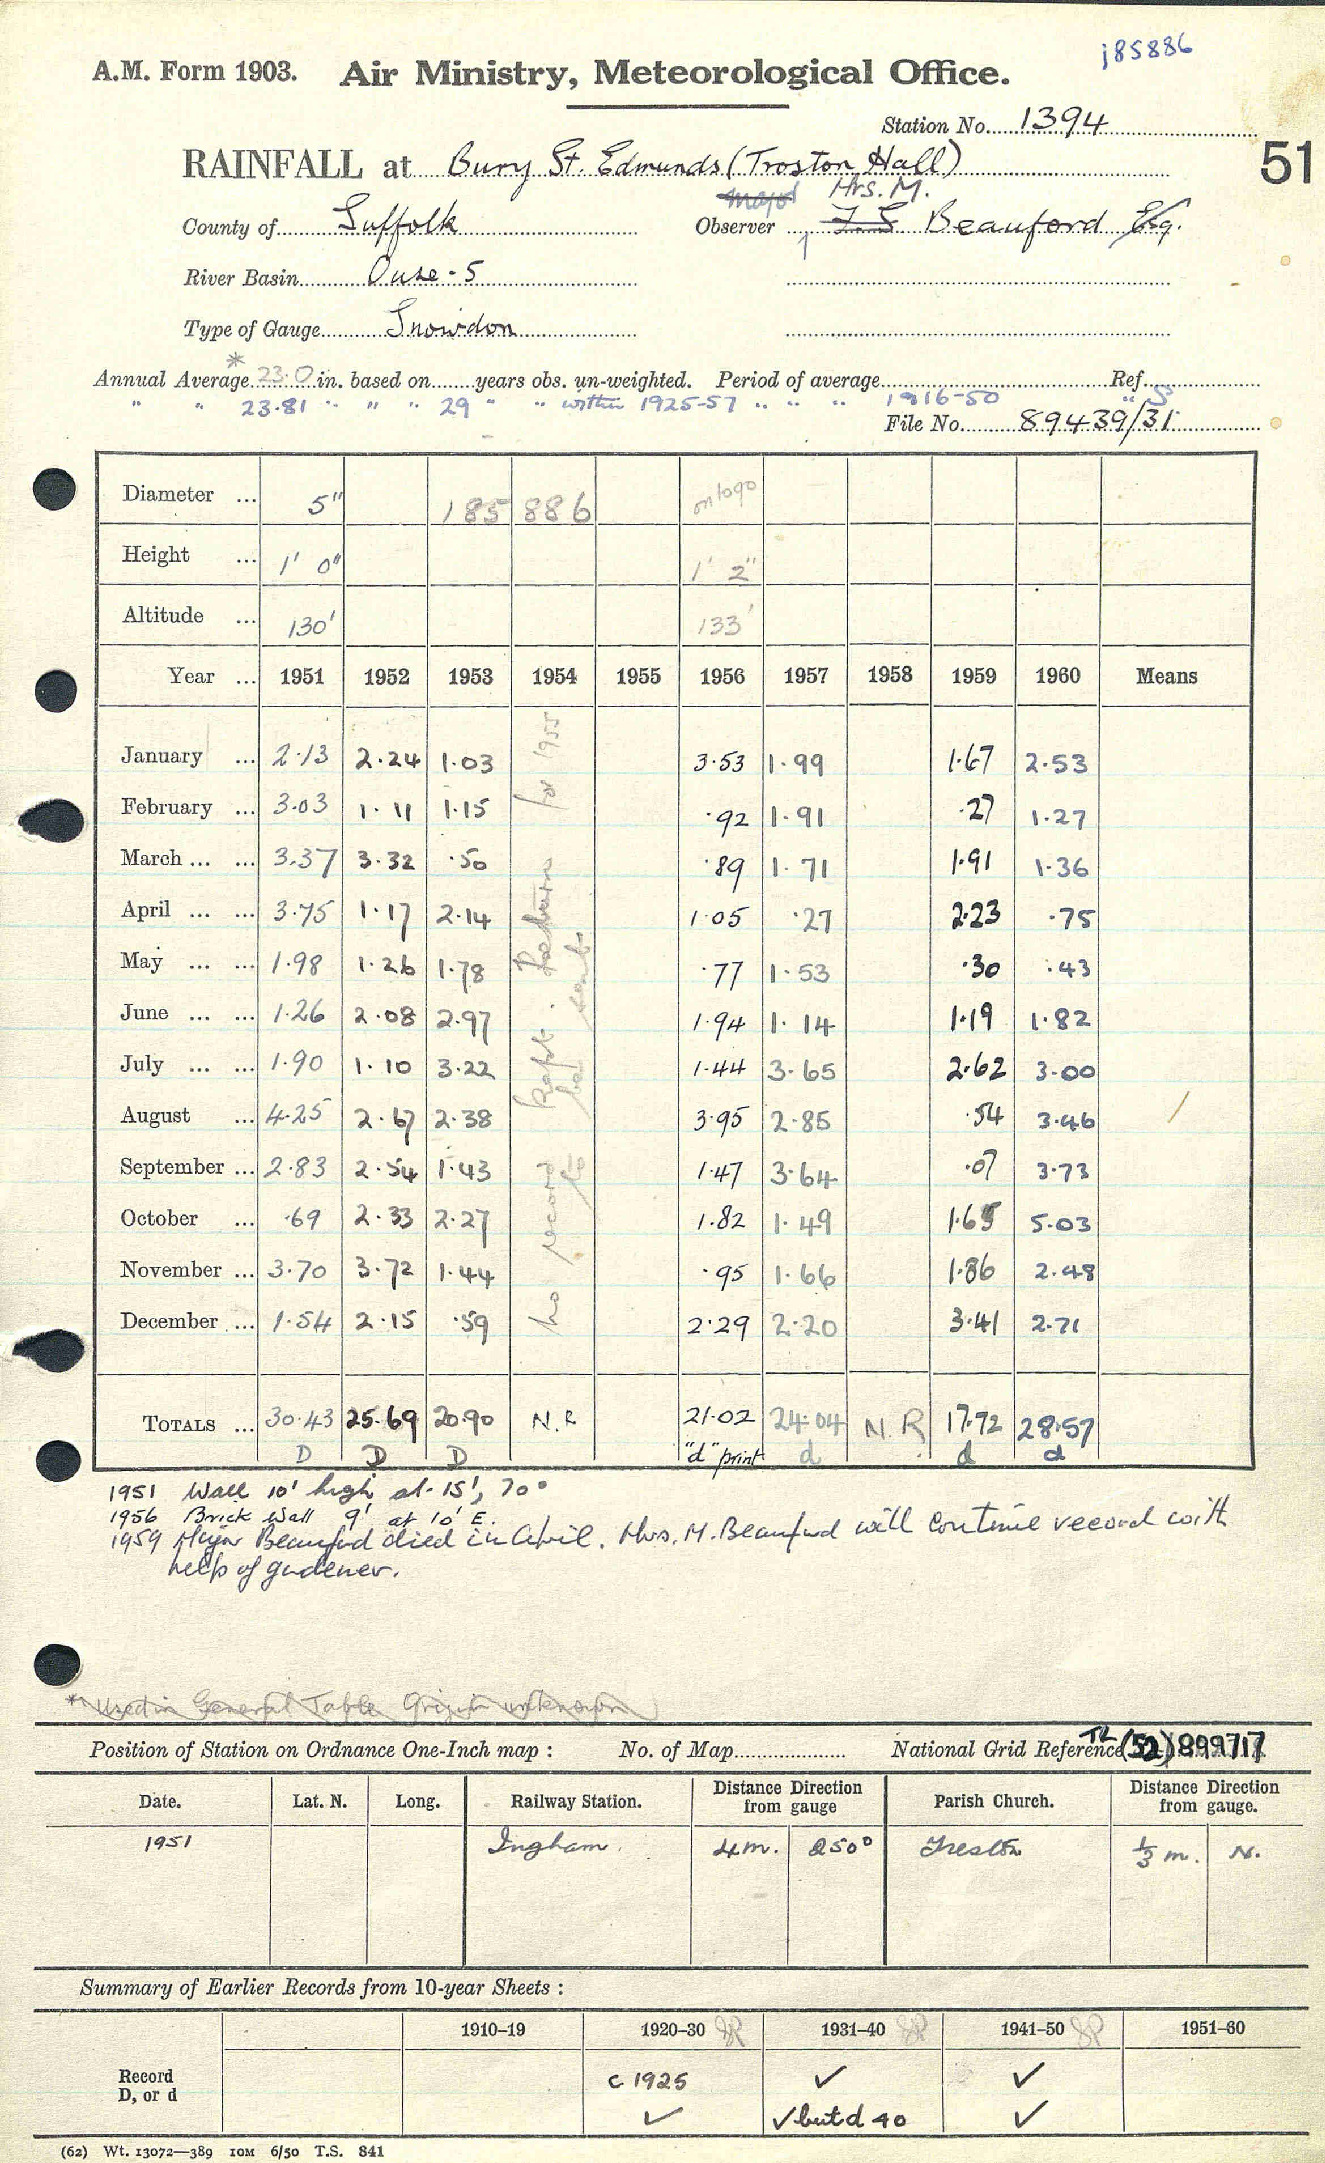 185886
A.M. Form 1903. Air Ministry, Meteorological Office.
Station No. 1394
51
RAINFALL at Bury St. Edmunds (Troston Hall)
Major Mrs. M.
County of Suffolk Observer Beauford Esq.
River Basin Ouse-5
Type of Gauge Snowdon
*
Annual Average 23.0 in. based on years obs. un-weighted. Period of average Ref.
" " 23.81 " " " 29 " " within 1925-57 " " " 1916-50 " S
File No. 89439/31
Diameter ... 5" 185 886 on logo
Height ... 1' 0" 1' 2"
Altitude ... 130' 133'
Year ... 1951 1952 1953 1954 1955 1956 1957 1958 1959 1960 Means
January ... 2.13 2.24 1.03 3.53 1.99 1.67 2.53
February ... 3.03 1.11 1.15 .92 1.91 .27 1.27
March ... ... 3.37 3.32 .50 .89 1.71 1.91 1.36
April ... ... 3.75 1.17 2.14 1.05 .27 2.23 .75
May ... ... 1.98 1.26 1.78 .77 1.53 .30 .43
June ... ... 1.26 2.08 2.97 1.94 1.14 1.19 1.82
July ... ... 1.90 1.10 3.22 1.44 3.65 2.62 3.00
August ... 4.25 2.67 2.38 3.95 2.85 .54 3.46
September ... 2.83 2.54 1.43 1.47 3.64 .07 3.73
October ... .69 2.33 2.27 1.82 1.49 1.65 5.03
November ... 3.70 3.72 1.44 .95 1.66 1.86 2.48
December ... 1.54 2.15 .59 2.29 2.20 3.41 2.71
no record kept. Return for 1955
to be sent
TOTALS ... 30.43 25.69 20.90 N.R 21.02 24.04 N.R 17.72 28.57
D D D "d" print d d d
1951 Wall 10' high at 15', 70°
1956 Brick Wall 9' at 10' E.
1959 Major Beauford died in April. Mrs. M. Beauford will continue record with
help of gardener.
* Used in General Table Origin unknown
Position of Station on Ordnance One-Inch map : No. of Map National Grid Reference TL (52) 899717
Date. Lat. N. Long. Railway Station. Distance from gauge Direction Parish Church. Distance Direction from gauge.
1951 Ingham. 4 m. 250° Troston 1/3 m. N.
Summary of Earlier Records from 10-year Sheets :
1910-19 1920-30 1931-40 1941-50 1951-60
Record c 1925 ✓ ✓
D, or d ✓ ✓ but d 40 ✓
(62) Wt. 13072—389 10M 6/50 T.S. 841